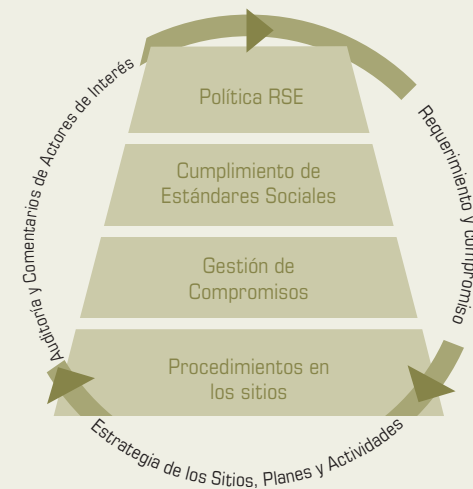 Política RSE
Cumplimiento de
Estándares Sociales
Gestión de
Compromisos
Procedimientos en
los sitios
Auditoría y Comentarios de Actores de Interés
Requerimiento y compromiso
Estrategia de los Sitios, Planes y Actividades